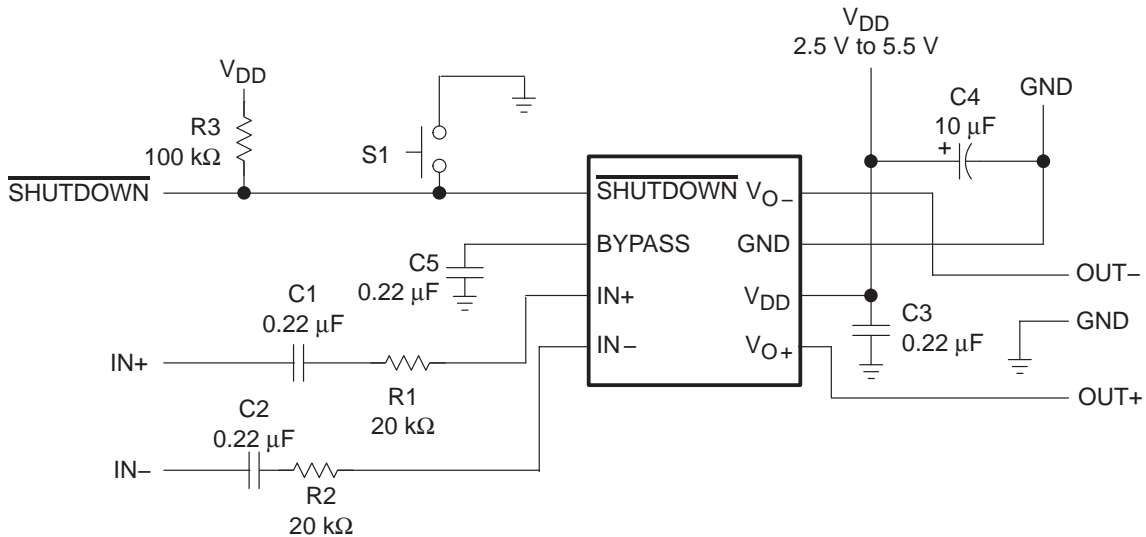 V_DD
2.5 V to 5.5 V
V_DD
R3
100 kΩ
S1
C4
10 μF
+
GND
SHUTDOWN
SHUTDOWN V_O−
BYPASS GND
IN+ V_DD
IN− V_O+
C5
0.22 μF
OUT−
C1
0.22 μF
C3
0.22 μF
GND
IN+
R1
20 kΩ
OUT+
C2
0.22 μF
IN−
R2
20 kΩ